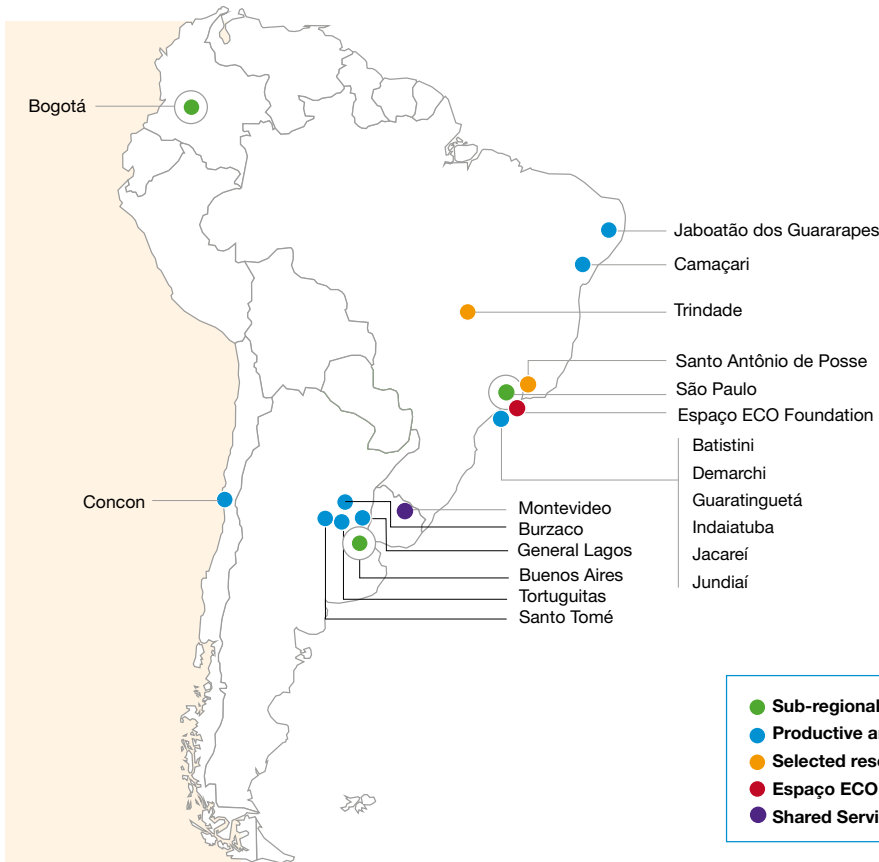 Bogotá
Jaboatão dos Guararapes
Camaçari
Trindade
Santo Antônio de Posse
São Paulo
Espaço ECO Foundation
Batistini
Demarchi
Guaratinguetá
Indaiatuba
Jacareí
Jundiaí
Concon
Montevideo
Burzaco
General Lagos
Buenos Aires
Tortuguitas
Santo Tomé
Sub-regional
Productive
Selected
Espaço ECO
Shared